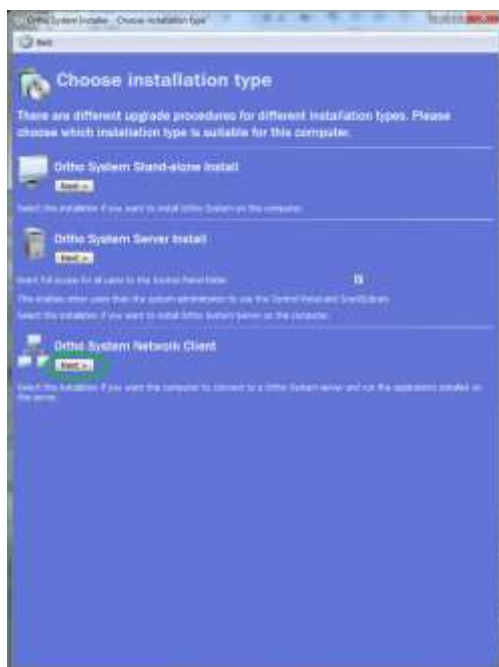 Ortho System Installer - Choose installation type
Next
Choose installation type
There are different upgrade procedures for different installation types. Please
choose which installation type is suitable for this computer.
Ortho System Stand-alone Install
Next >
Select this installation if you want to install Ortho System on this computer.
Ortho System Server Install
Next >
Grant full access for all users to the Control Panel folder.
This enables other users than the system administrator to use the Control Panel and
Select this installation if you want to install Ortho System Server on this computer.
Ortho System Network Client
Next >
Select this installation if you want the computer to connect to a Ortho System server and run the applications installed on
the server.